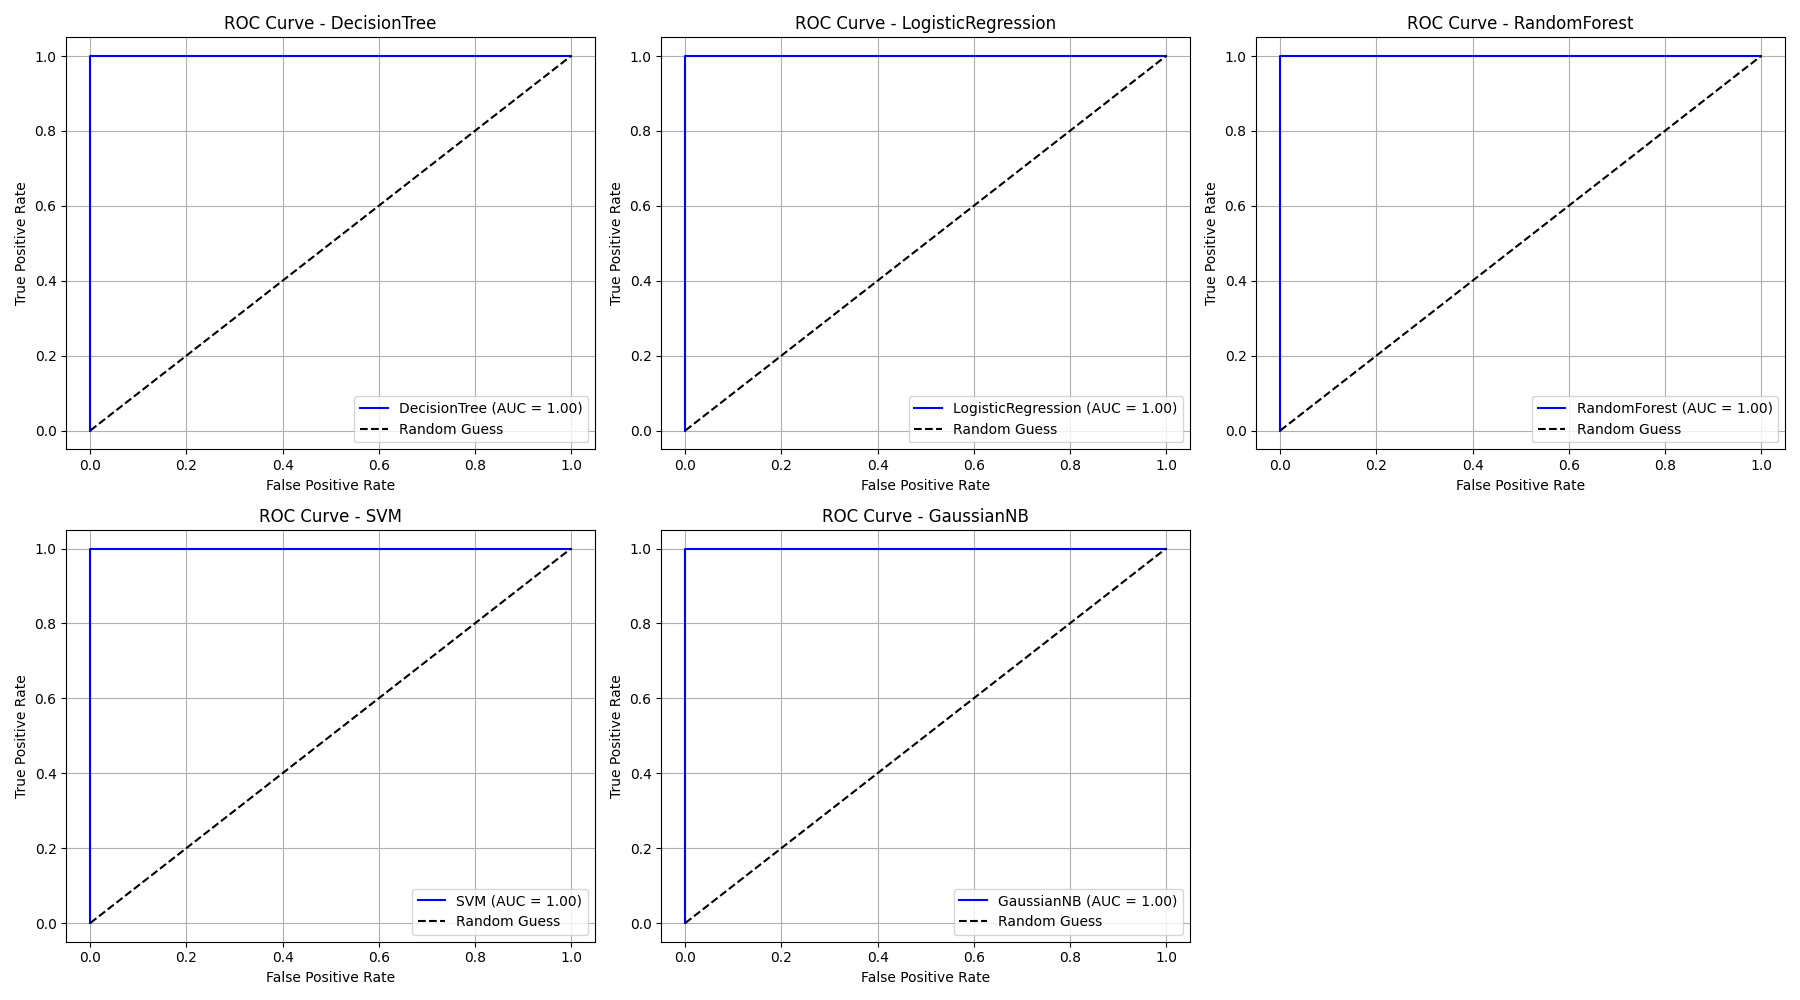 ROC Curve - DecisionTree
True Positive Rate
1.0
0.8
0.6
0.4
0.2
0.0
DecisionTree (AUC = 1.00)
Random Guess
0.0 0.2 0.4 0.6 0.8 1.0
False Positive Rate
ROC Curve - LogisticRegression
True Positive Rate
1.0
0.8
0.6
0.4
0.2
0.0
LogisticRegression (AUC = 1.00)
Random Guess
0.0 0.2 0.4 0.6 0.8 1.0
False Positive Rate
ROC Curve - RandomForest
True Positive Rate
1.0
0.8
0.6
0.4
0.2
0.0
RandomForest (AUC = 1.00)
Random Guess
0.0 0.2 0.4 0.6 0.8 1.0
False Positive Rate
ROC Curve - SVM
True Positive Rate
1.0
0.8
0.6
0.4
0.2
0.0
SVM (AUC = 1.00)
Random Guess
0.0 0.2 0.4 0.6 0.8 1.0
False Positive Rate
ROC Curve - GaussianNB
True Positive Rate
1.0
0.8
0.6
0.4
0.2
0.0
GaussianNB (AUC = 1.00)
Random Guess
0.0 0.2 0.4 0.6 0.8 1.0
False Positive Rate